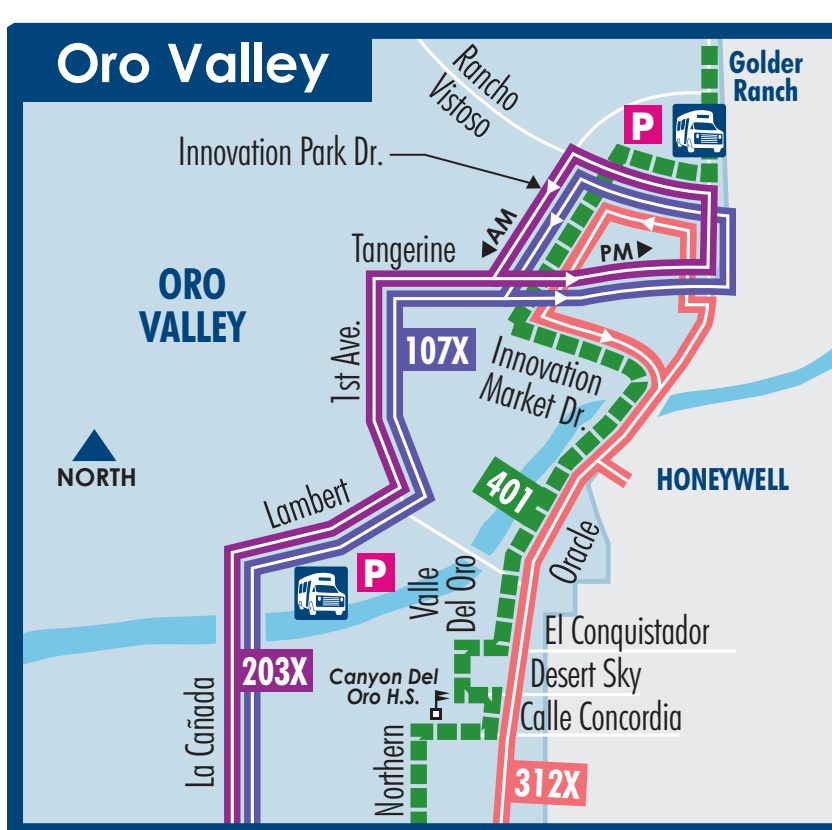 Oro Valley
Rancho
Vistoso
Golder
Ranch
P
Innovation Park Dr.
AM
PM
Tangerine
ORO
VALLEY
1st Ave.
107X
Innovation
Market Dr.
NORTH
HONEYWELL
401
Lambert
Oracle
P
Valle
Del Oro
El Conquistador
203X
Canyon Del
Oro H.S.
Desert Sky
Calle Concordia
La Cañada
Northern
312X